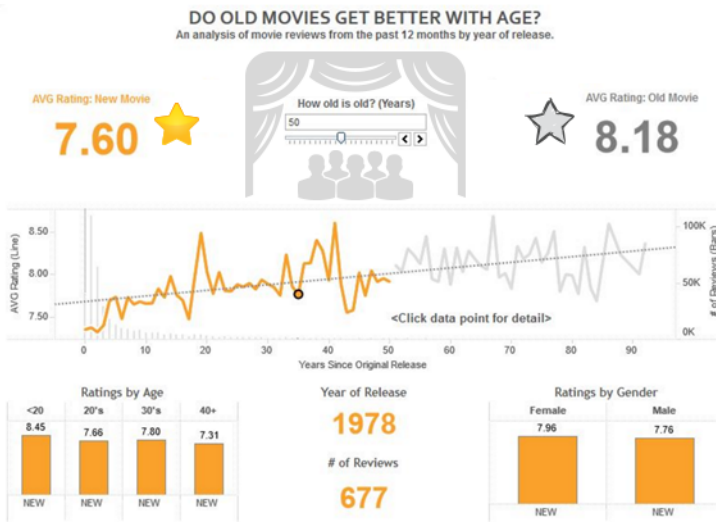 DO OLD MOVIES GET BETTER WITH AGE?
An analysis of movie reviews from the past 12 months by year of release.
AVG Rating: New Movie
7.60
How old is old? (Years)
50
AVG Rating: Old Movie
8.18
AVG Rating (Line)
8.50
8.00
7.50
100K
50K
0K
# of Reviews (Bars)
<Click data point for detail>
0 10 20 30 40 50 60 70 80 90
Years Since Original Release
Ratings by Age
<20 20's 30's 40+
8.45 7.66 7.80 7.31
NEW NEW NEW NEW
Year of Release
1978
# of Reviews
677
Ratings by Gender
Female Male
7.96 7.76
NEW NEW